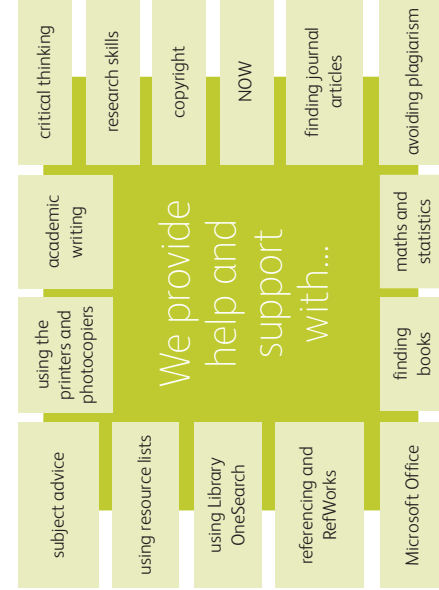 subject advice
using the
printers and
photocopiers
academic
writing
critical thinking
using resource lists
research skills
We provide
help and
support
with...
using Library
OneSearch
copyright
NOW
referencing and
RefWorks
finding journal
articles
Microsoft Office
finding
books
maths and
statistics
avoiding plagiarism